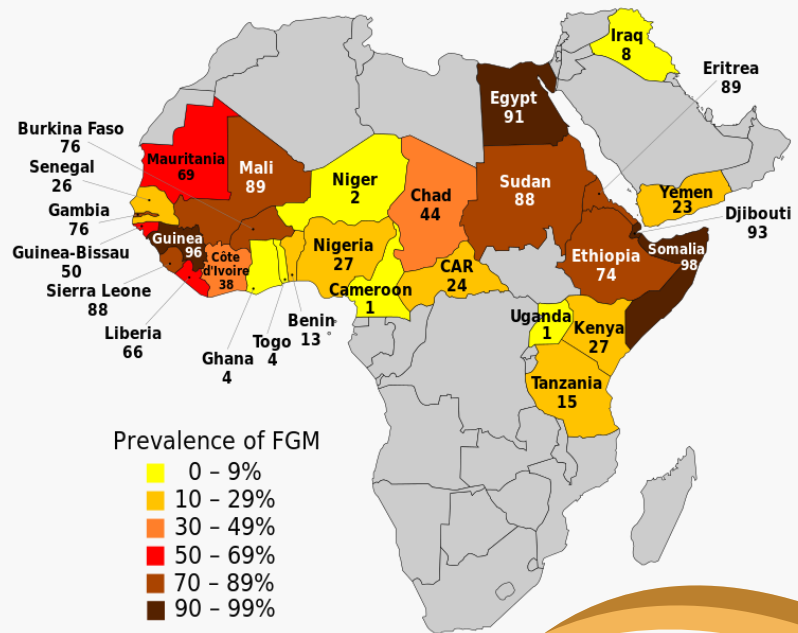 Iraq
8
Eritrea
89
Egypt
91
Burkina Faso
76
Mauritania
69
Mali
89
Senegal
26
Niger
2
Chad
44
Sudan
88
Yemen
23
Gambia
76
Djibouti
93
Guinea
96
Guinea-Bissau
50
Côte
d'Ivoire
38
Nigeria
27
Somalia
98
Ethiopia
74
CAR
24
Sierra Leone
88
Cameroon
1
Liberia
66
Benin
13
Togo
4
Ghana
4
Uganda
1
Kenya
27
Tanzania
15
Prevalence of FGM
0 – 9%
10 – 29%
30 – 49%
50 – 69%
70 – 89%
90 – 99%